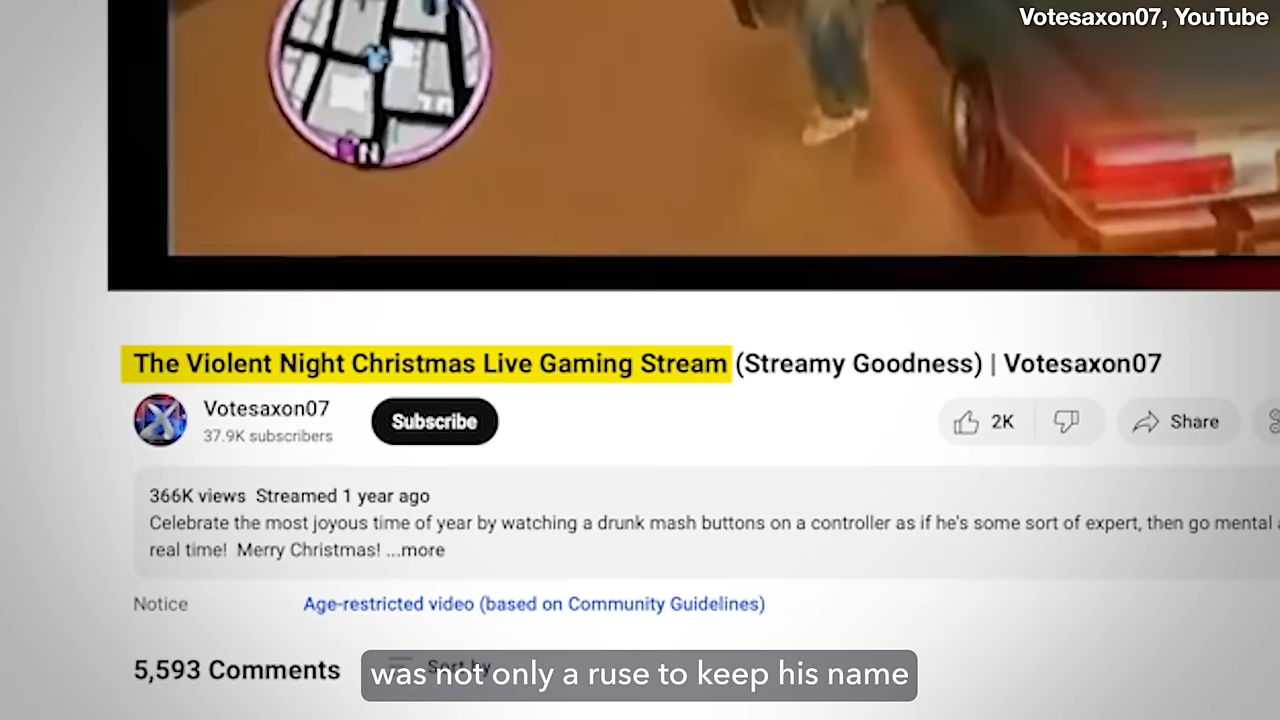 Votesaxon07, YouTube
N
The Violent Night Christmas Live Gaming Stream (Streamy Goodness) | Votesaxon07
Votesaxon07
37.9K subscribers
Subscribe
2K
Share
366K views Streamed 1 year ago
Celebrate the most joyous time of year by watching a drunk mash buttons on a controller as if he's some sort of expert, then go mental
real time! Merry Christmas! ...more
Notice
Age-restricted video (based on Community Guidelines)
5,593 Comments
Sort by
was not only a ruse to keep his name